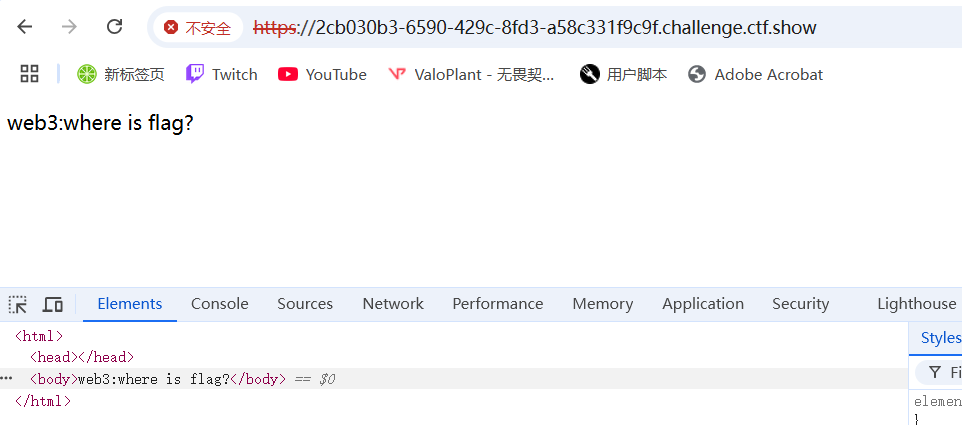 不安全 https://2cb030b3-6590-429c-8fd3-a58c331f9c9f.challenge.ctf.show
新标签页 Twitch YouTube ValoPlant - 无畏契... 用户脚本 Adobe Acrobat
web3:where is flag?
Elements Console Sources Network Performance Memory Application Security Lighthouse
<html>
Styles
<head></head>
... <body>web3:where is flag?</body> == $0
Fi
</html>
elemen
}